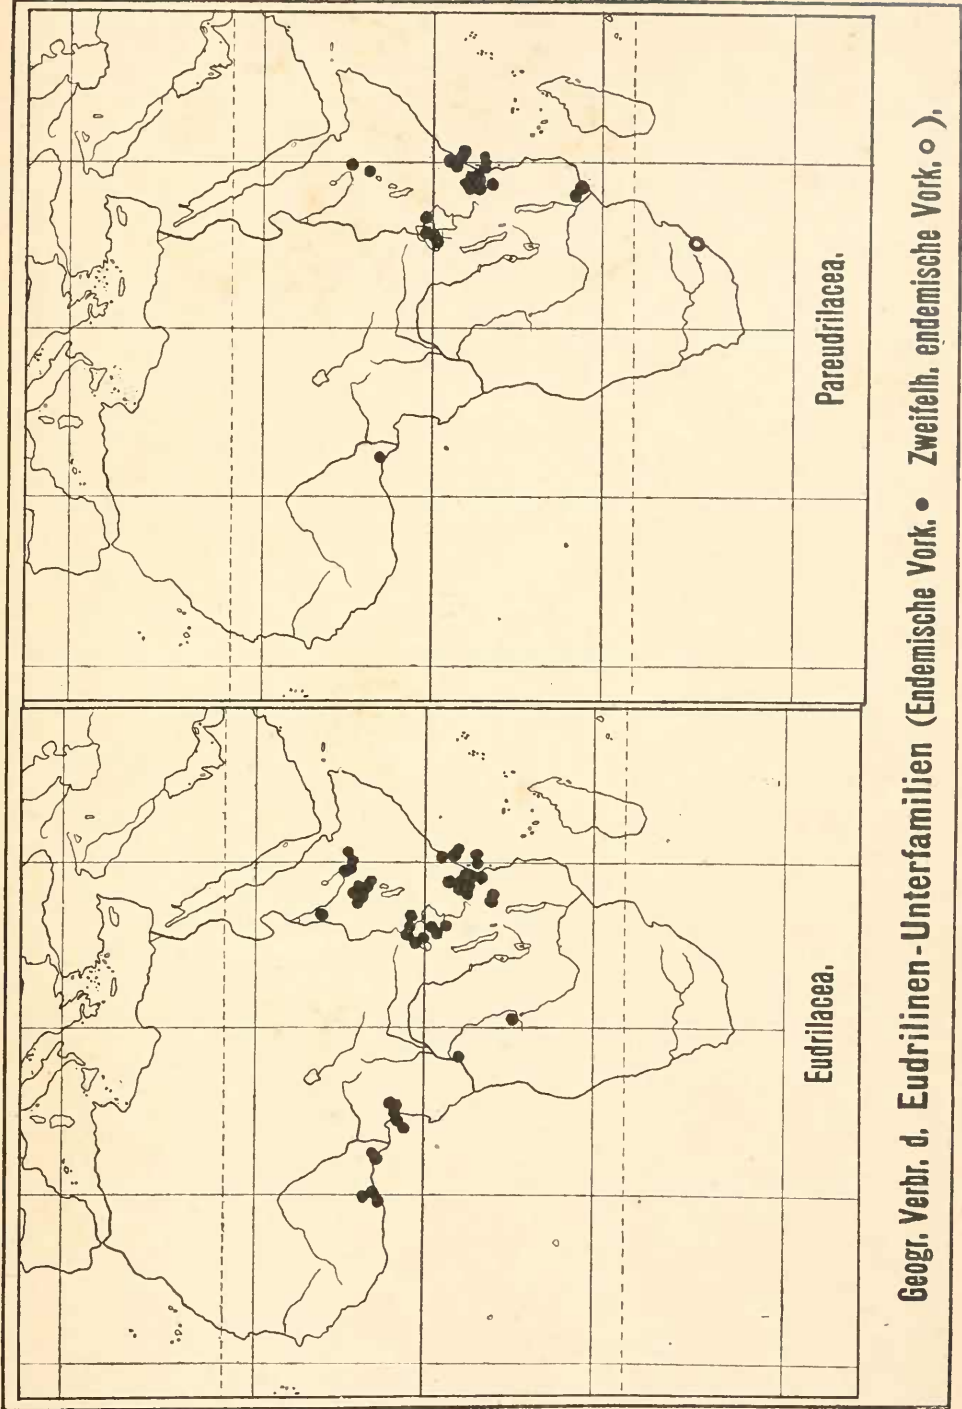 Eudrilacea.
Pareudrilacea.
Geogr. Verbr. d. Eudrilinen-Unterfamilien (Endemische Vork. ● Zweifelh. endemische Vork. ○ ).